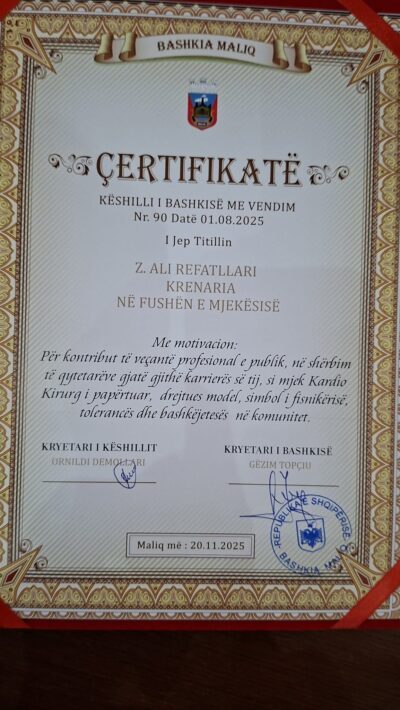 BASHKIA MALIQ
ÇERTIFIKATË
KËSHILLI I BASHKISË ME VENDIM
Nr. 90 Datë 01.08.2025
I Jep Titillin
Z. ALI REFATLLARI
KRENARIA
NË FUSHËN E MJEKËSISË
Me motivacion:
Për kontribut të veçantë profesional e publik, në shërbim
të qytetarëve gjatë gjithë karrierës së tij, si mjek Kardio
Kirurg i papërtuar, drejtues model, simbol i fisnikërisë,
tolerancës dhe bashkëjetesës në komunitet.
KRYETARI I KËSHILLIT
ORNILDI DEMOLLARI
KRYETARI I BASHKISË
GËZIM TOPÇIU
REPUBLIKA E SHQIPËRISË
BASHKIA MALIQ
Maliq më : 20.11.2025